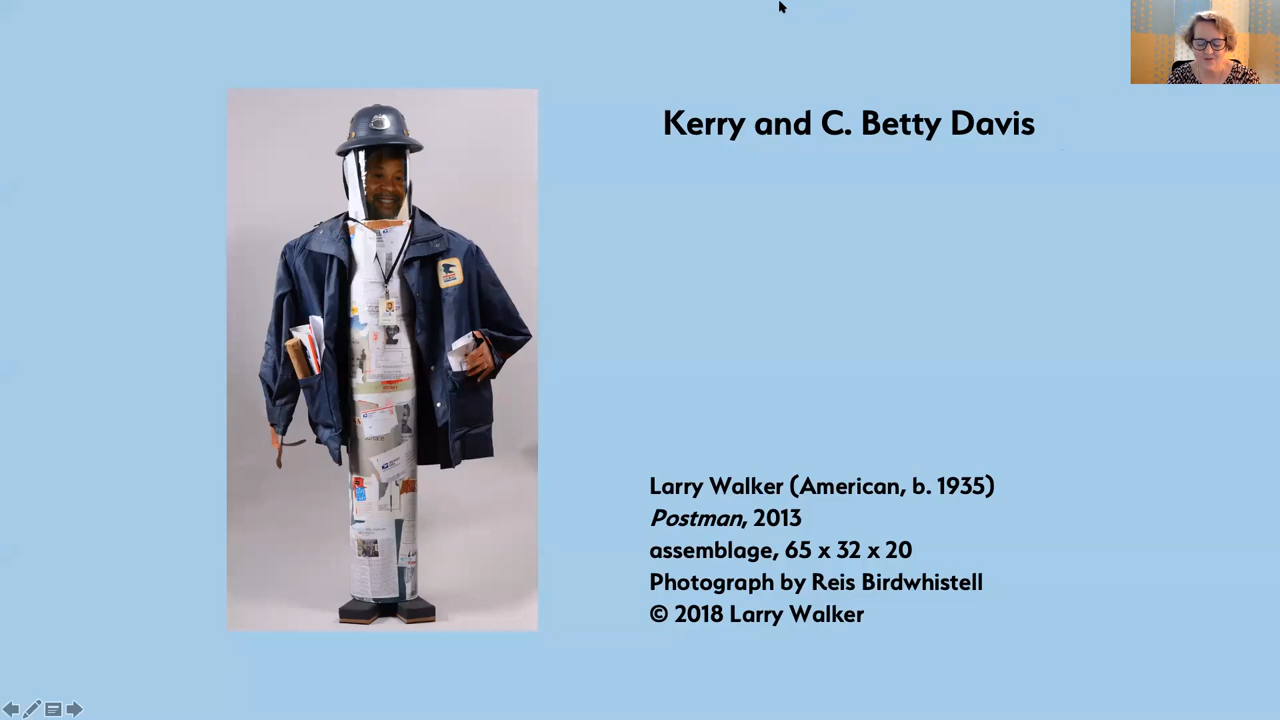 Kerry and C. Betty Davis
Larry Walker (American, b. 1935)
Postman, 2013
assemblage, 65 x 32 x 20
Photograph by Reis Birdwhistell
© 2018 Larry Walker